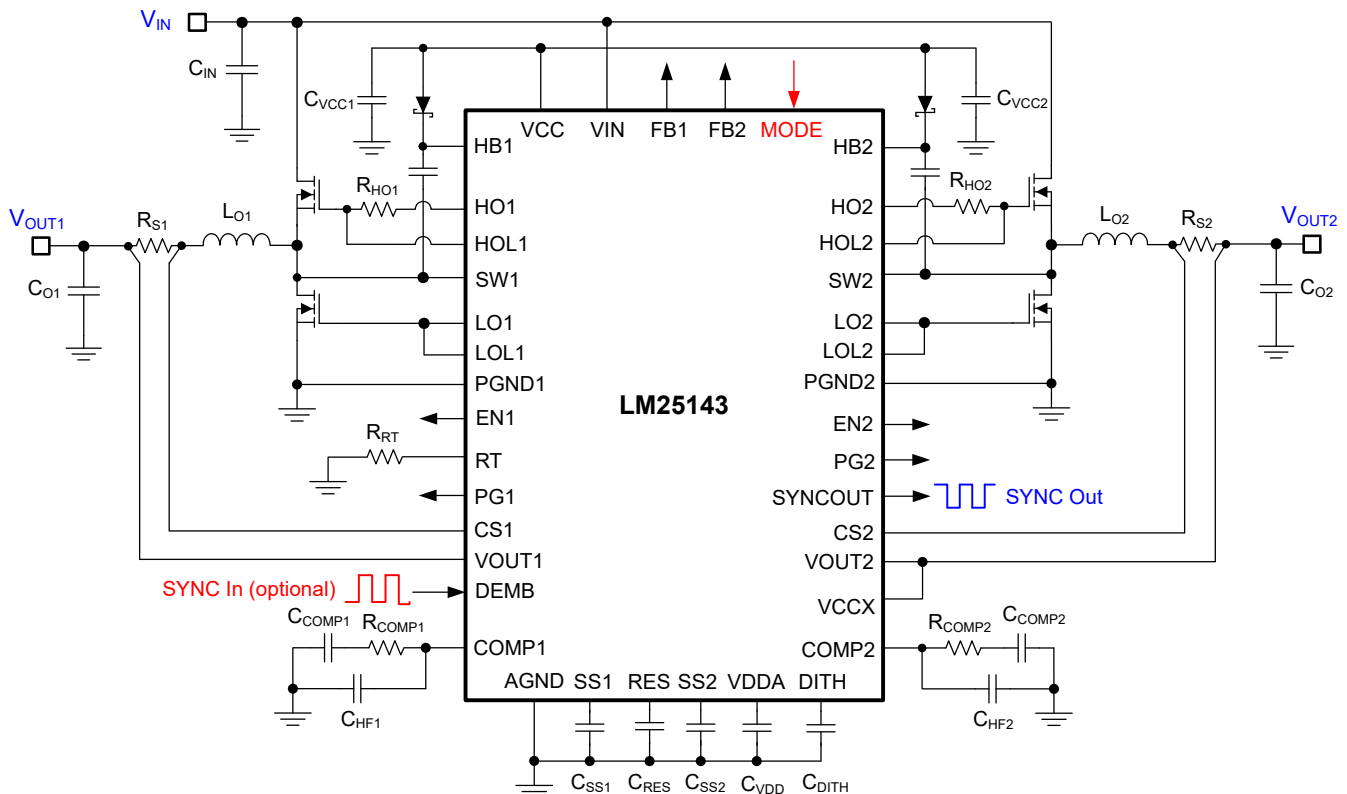 VIN
CIN
CVCC1
CVCC2
VCC VIN FB1 FB2 MODE
HB1
HB2
RHO1
HO1
HO2
RHO2
VOUT1
RS1
LO1
HOL1
HOL2
LO2
RS2
VOUT2
CO1
SW1
SW2
CO2
LO1
LO2
LOL1
LOL2
PGND1
PGND2
LM25143
EN1
EN2
RRT
RT
PG2
PG1
SYNCOUT
SYNC Out
CS1
CS2
VOUT1
VOUT2
SYNC In (optional)
DEMB
VCCX
CCOMP1
RCOMP1
COMP1
COMP2
RCOMP2
CCOMP2
CHF1
CHF2
AGND SS1 RES SS2 VDDA DITH
CSS1 CRES CSS2 CVDD CDITH